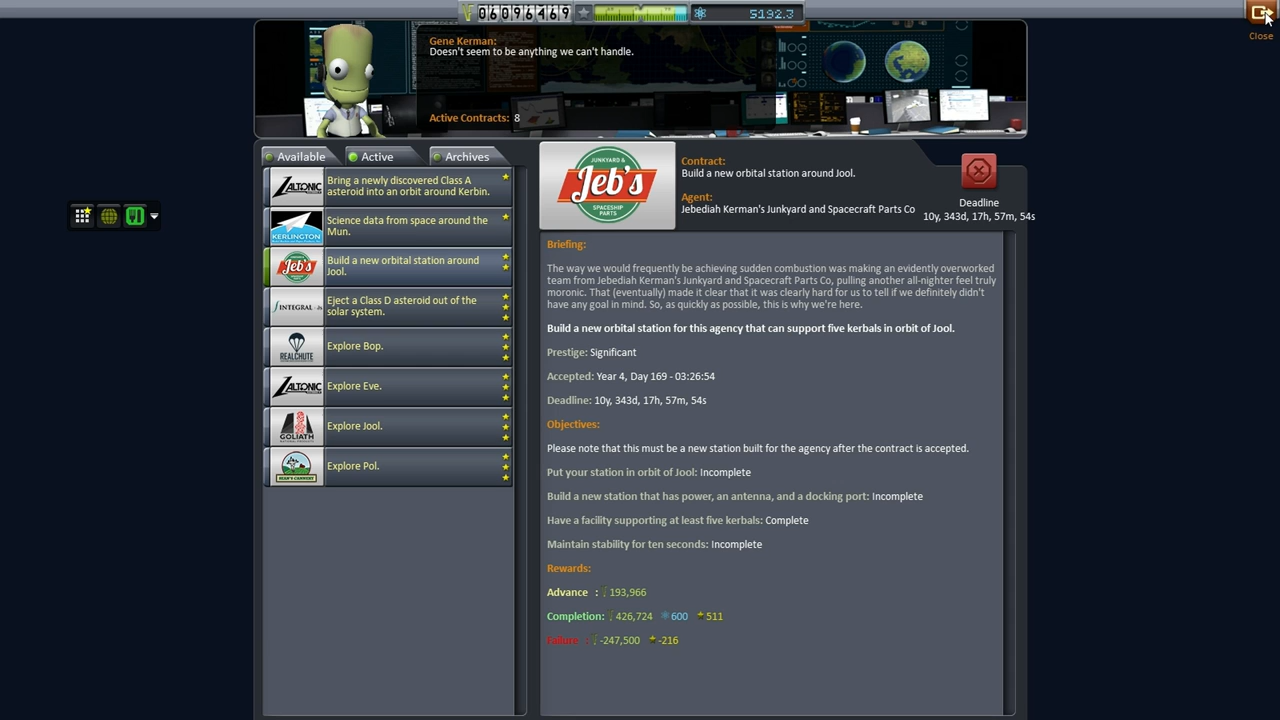 06096469
5192.3
Close
Gene Kerman:
Doesn't seem to be anything we can't handle.
Active Contracts: 8
Available
Active
Archives
ZALTONIC
Bring a newly discovered Class A
asteroid into an orbit around Kerbin.
KERLINGTON
Science data from space around the
Mun.
Jeb's
Build a new orbital station around
Jool.
INTEGRAL
Eject a Class D asteroid out of the
solar system.
REALCHUTE
Explore Bop.
ZALTONIC
Explore Eve.
GOLIATH
Explore Jool.
Explore Pol.
JUNKYARD &
Jeb's
SPACESHIP
PARTS
Contract:
Build a new orbital station around Jool.
Agent:
Jebediah Kerman's Junkyard and Spacecraft Parts Co
Deadline
10y, 343d, 17h, 57m, 54s
Briefing:
The way we would frequently be achieving sudden combustion was making an evidently overworked
team from Jebediah Kerman's Junkyard and Spacecraft Parts Co, pulling another all-nighter feel truly
moronic. That (eventually) made it clear that it was clearly hard for us to tell if we definitely didn't
have any goal in mind. So, as quickly as possible, this is why we're here.
Build a new orbital station for this agency that can support five kerbals in orbit of Jool.
Prestige: Significant
Accepted: Year 4, Day 169 - 03:26:54
Deadline: 10y, 343d, 17h, 57m, 54s
Objectives:
Please note that this must be a new station built for the agency after the contract is accepted.
Put your station in orbit of Jool: Incomplete
Build a new station that has power, an antenna, and a docking port: Incomplete
Have a facility supporting at least five kerbals: Complete
Maintain stability for ten seconds: Incomplete
Rewards:
Advance : 193,966
Completion: 426,724 600 511
Failure : -247,500 -216